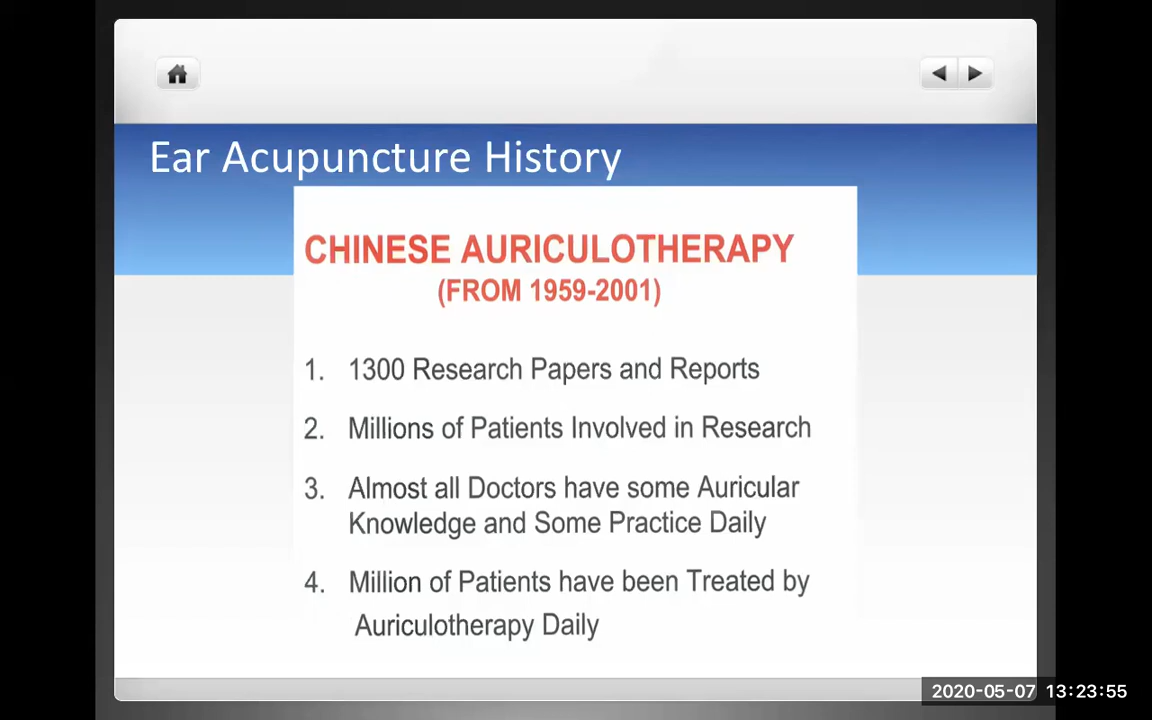 Ear Acupuncture History
CHINESE AURICULOTHERAPY
(FROM 1959-2001)
1. 1300 Research Papers and Reports
2. Millions of Patients Involved in Research
3. Almost all Doctors have some Auricular
Knowledge and Some Practice Daily
4. Million of Patients have been Treated by
Auriculotherapy Daily
2020-05-07 13:23:55